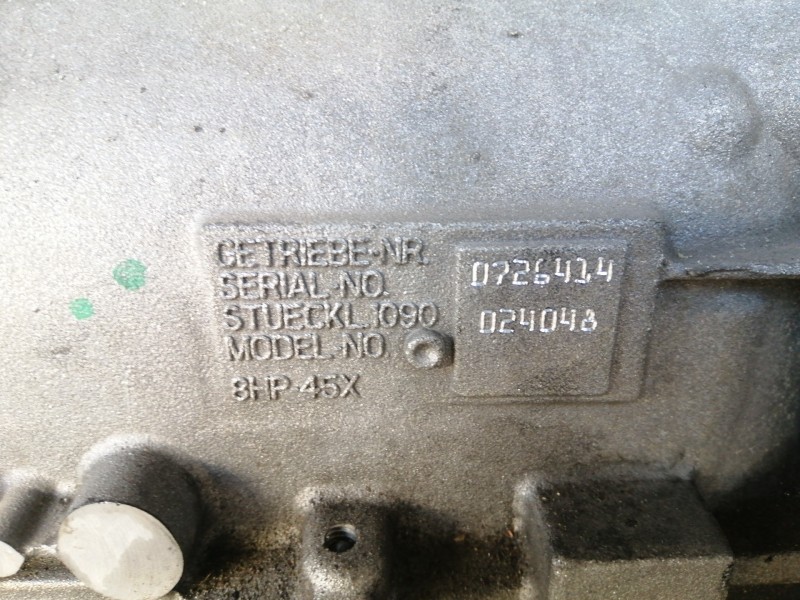 GETRIEBE-NR.
SERIAL-NO.
STUECKL.1090
MODEL.NO
8HP-45X
0726414
024048